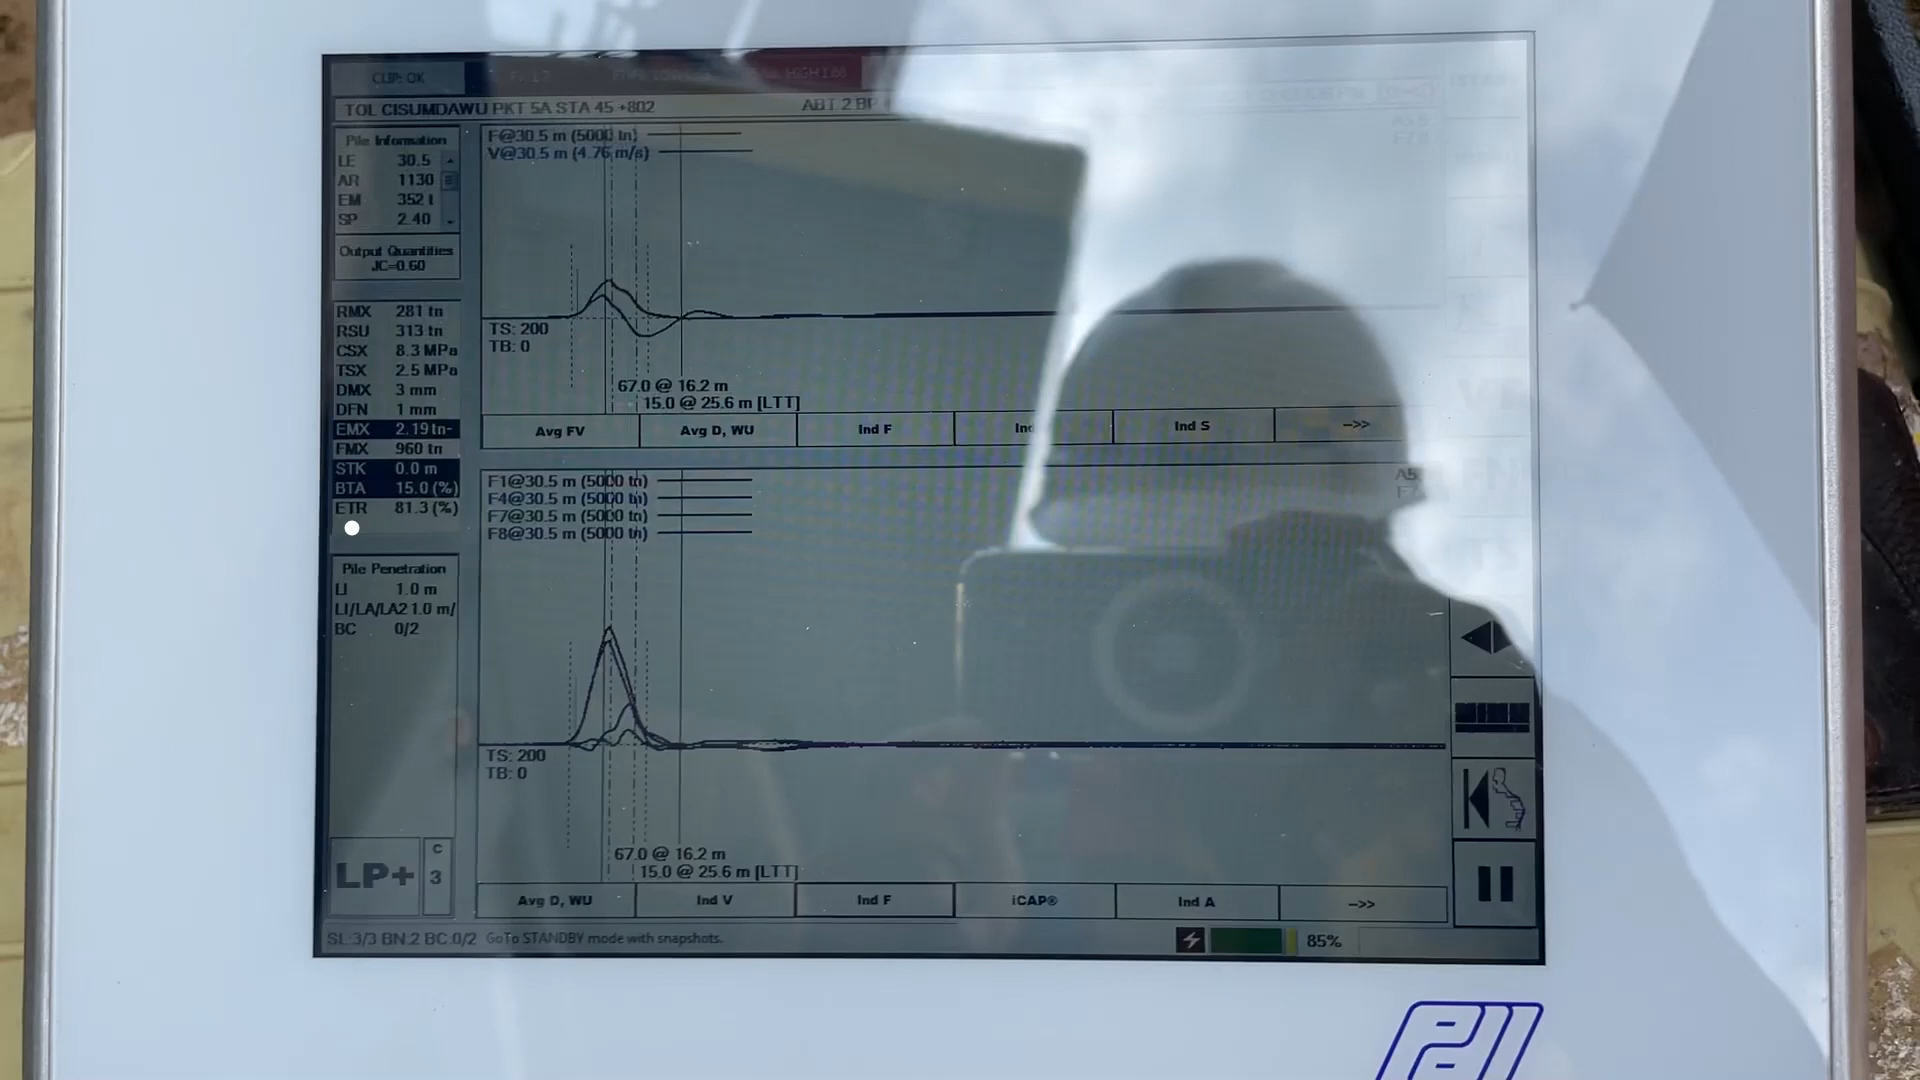 CLIP: OK
TOL CISUMDAWU PKT 5A STA 45 +802
ABT 2 BP
Pile Information
LE 30.5
AR 1130
EM 352 t
SP 2.40
Output Quantities
JC=0.60
RMX 281 tn
RSU 313 tn
CSX 8.3 MPa
TSX 2.5 MPa
DMX 3 mm
DFN 1 mm
EMX 2.19 tn-
FMX 960 tn
STK 0.0 m
BTA 15.0 (%)
ETR 81.3 (%)
Pile Penetration
LI 1.0 m
LI/LA/LA2 1.0 m/
BC 0/2
LP+
C
3
F@30.5 m (5000 tn)
V@30.5 m (4.76 m/s)
TS: 200
TB: 0
67.0 @ 16.2 m
15.0 @ 25.6 m [LTT]
Avg FV
Avg D, WU
Ind F
Ind S
-->>
F1@30.5 m (5000 tn)
F4@30.5 m (5000 tn)
F7@30.5 m (5000 tn)
F8@30.5 m (5000 tn)
TS: 200
TB: 0
67.0 @ 16.2 m
15.0 @ 25.6 m [LTT]
Avg D, WU
Ind V
Ind F
iCAP®
Ind A
-->>
SL:3/3 BN:2 BC:0/2 GoTo STANDBY mode with snapshots.
85%
PDI